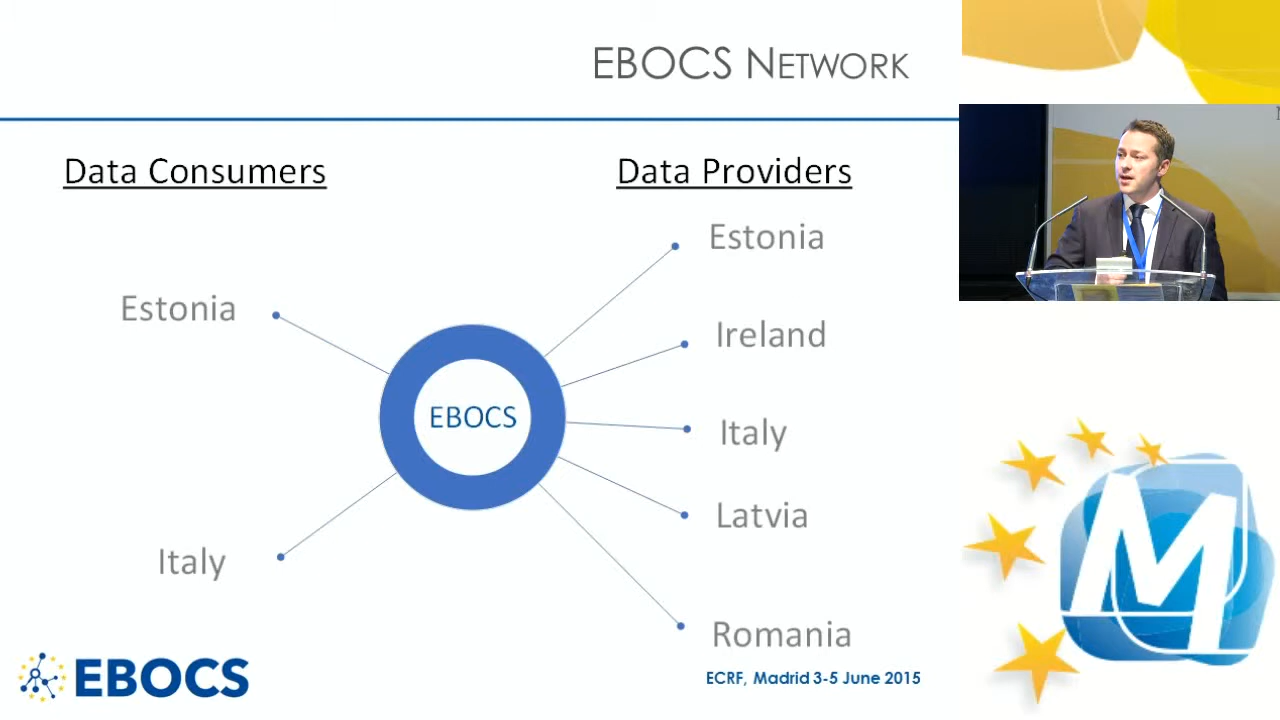 EBOCS NETWORK
Data Consumers
Data Providers
Estonia
Estonia
Ireland
EBOCS
Italy
Latvia
Italy
Romania
EBOCS
ECRF, Madrid 3-5 June 2015
M